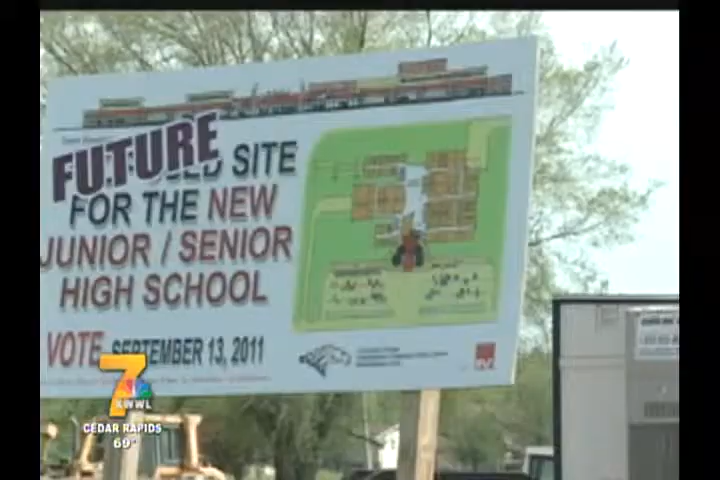 FUTURE SITE
FOR THE NEW
JUNIOR / SENIOR
HIGH SCHOOL
VOTE SEPTEMBER 13, 2011
7
KWWL
CEDAR RAPIDS
69°